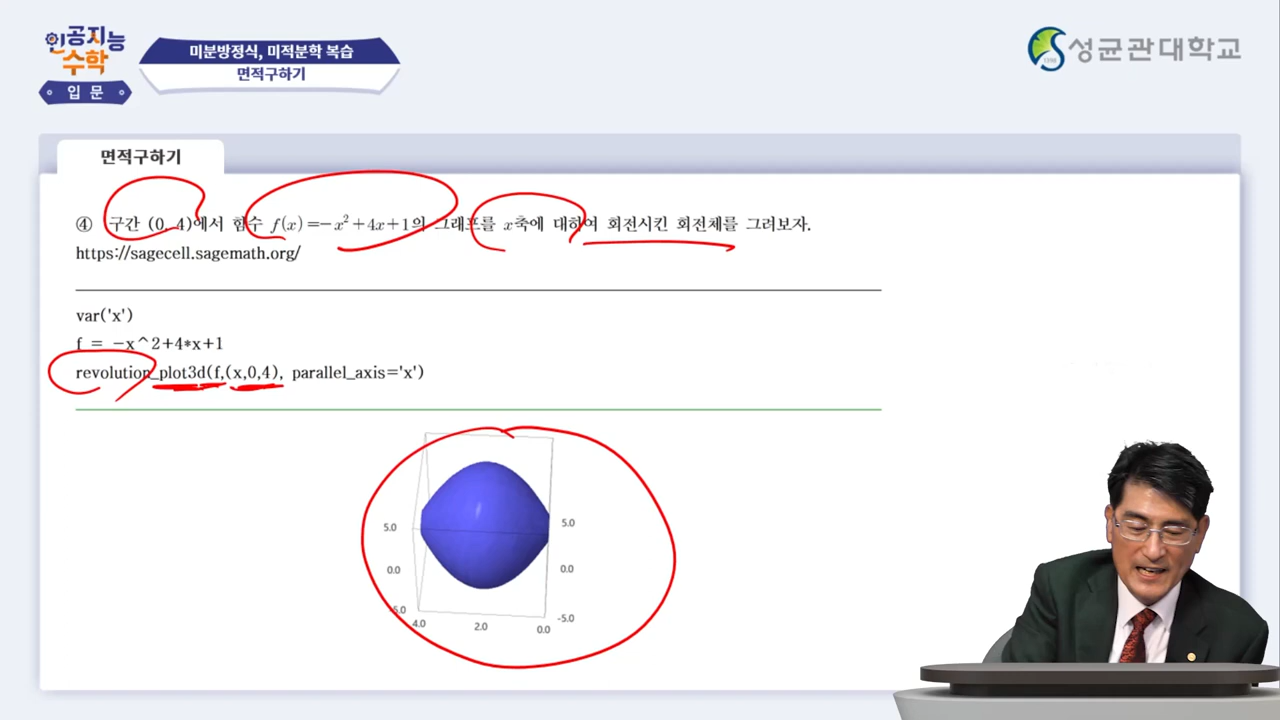 인공지능
수학
입문
미분방정식, 미적분학 복습
면적구하기
성균관대학교
면적구하기
④ 구간 (0, 4)에서 함수 f(x)=−x²+4x+1의 그래프를 x축에 대하여 회전시킨 회전체를 그려보자.
https://sagecell.sagemath.org/
var('x')
f = −x^2+4*x+1
revolution_plot3d(f,(x,0,4), parallel_axis='x')
5.0
5.0
0.0
0.0
-5.0
-5.0
4.0
2.0
0.0